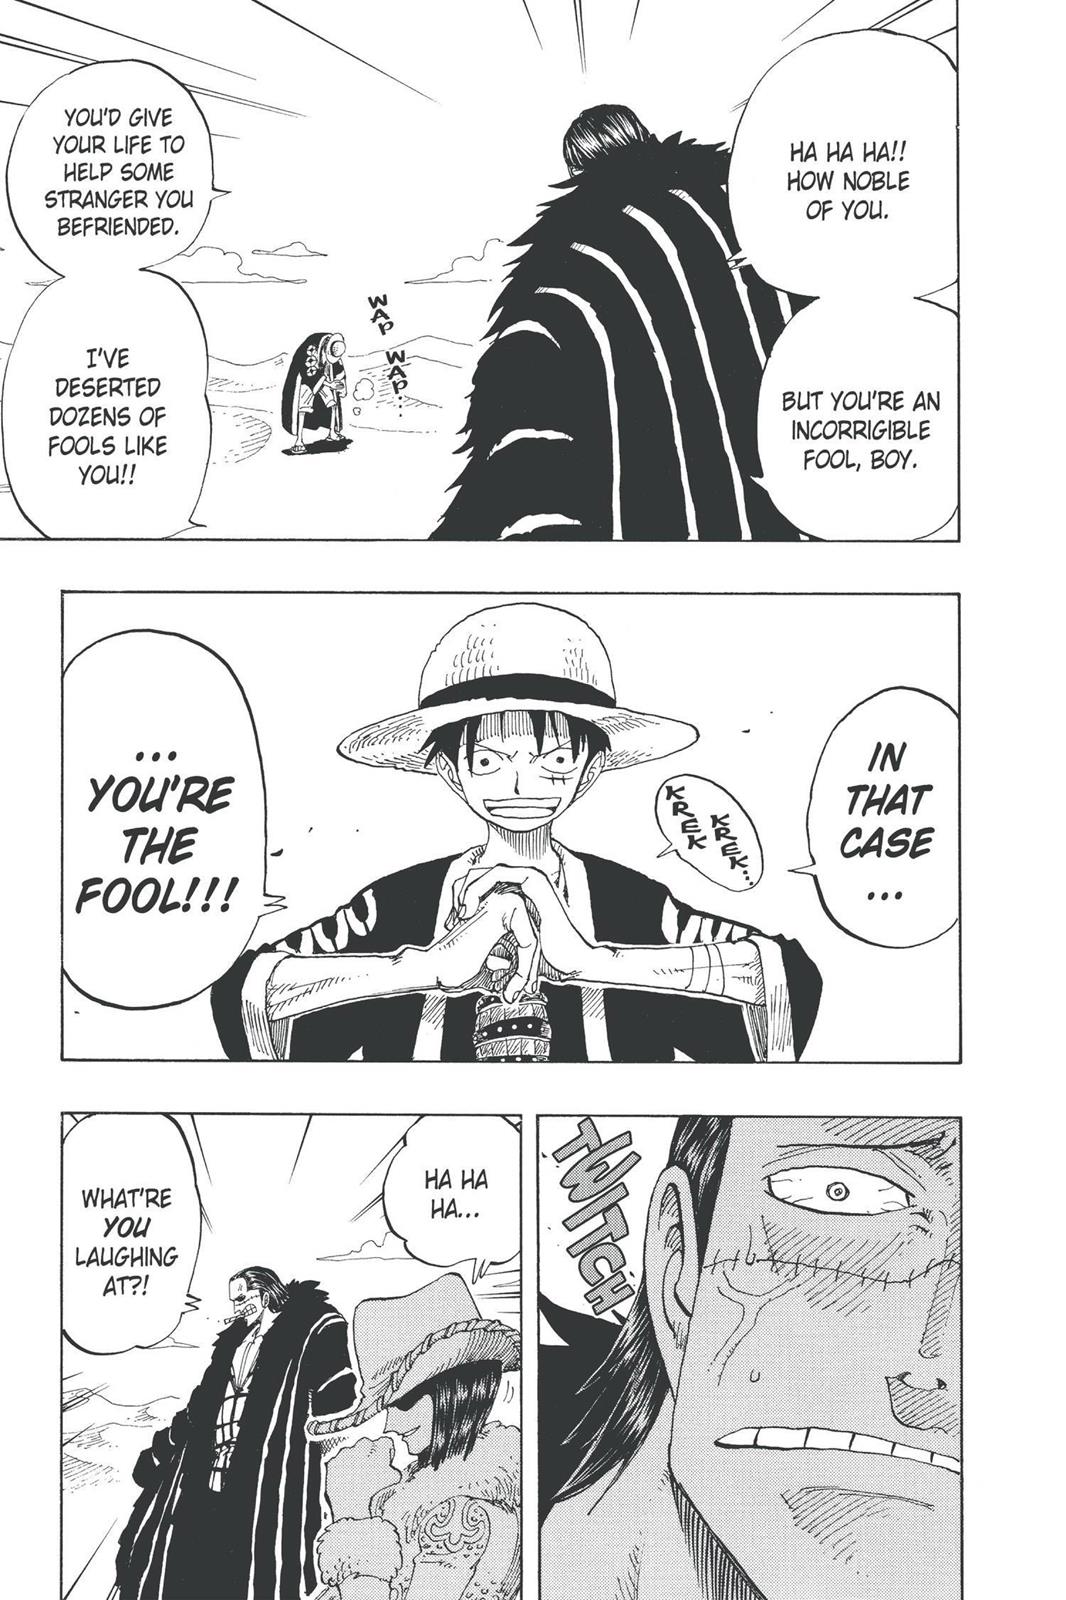 HA HA HA!!
HOW NOBLE
OF YOU.
BUT YOU'RE AN
INCORRIGIBLE
FOOL, BOY.
YOU'D GIVE
YOUR LIFE TO
HELP SOME
STRANGER YOU
BEFRIENDED.
I'VE
DESERTED
DOZENS OF
FOOLS LIKE
YOU!!
WAP
WAP...
IN
THAT
CASE
...
KREK
KREK...
...
YOU'RE
THE
FOOL!!!
TWITCH
HA HA
HA...
WHAT'RE
YOU
LAUGHING
AT?!